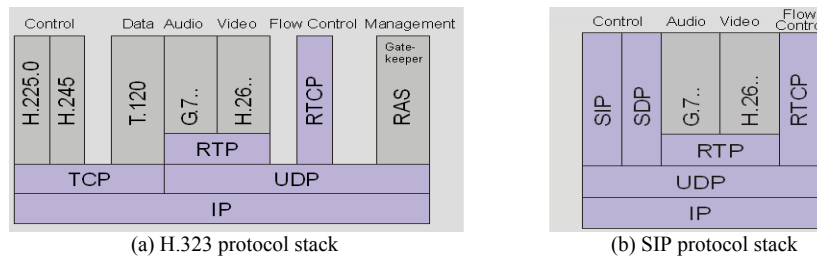 Control Data Audio Video Flow Control Management
H.225.0
H.245
T.120
G.7..
H.26..
RTCP
Gate-
keeper
RAS
RTP
TCP UDP
IP
(a) H.323 protocol stack
Control Audio Video Flow
Contro
SIP
SDP
G.7..
H.26..
RTCP
RTP
UDP
IP
(b) SIP protocol stack